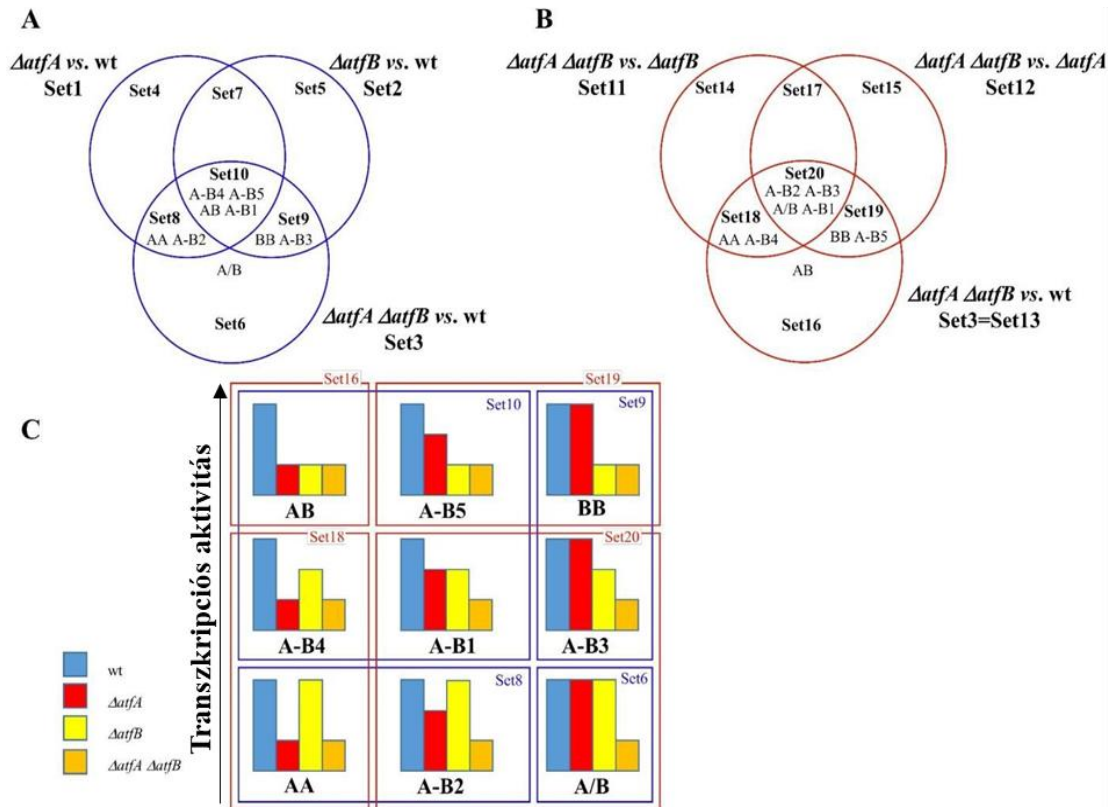 A
ΔatfA vs. wt
Set1
ΔatfB vs. wt
Set2
Set4
Set7
Set5
Set10
A-B4 A-B5
AB A-B1
Set8
AA A-B2
Set9
BB A-B3
A/B
Set6
ΔatfA ΔatfB vs. wt
Set3
B
ΔatfA ΔatfB vs. ΔatfB
Set11
ΔatfA ΔatfB vs. ΔatfA
Set12
Set14
Set17
Set15
Set20
A-B2 A-B3
A/B A-B1
Set18
AA A-B4
Set19
BB A-B5
AB
Set16
ΔatfA ΔatfB vs. wt
Set3=Set13
C
Transzkripciós aktivitás
Set16
Set19
Set10
Set9
AB
A-B5
BB
Set18
Set20
A-B4
A-B1
A-B3
Set8
Set6
AA
A-B2
A/B
wt
ΔatfA
ΔatfB
ΔatfA ΔatfB